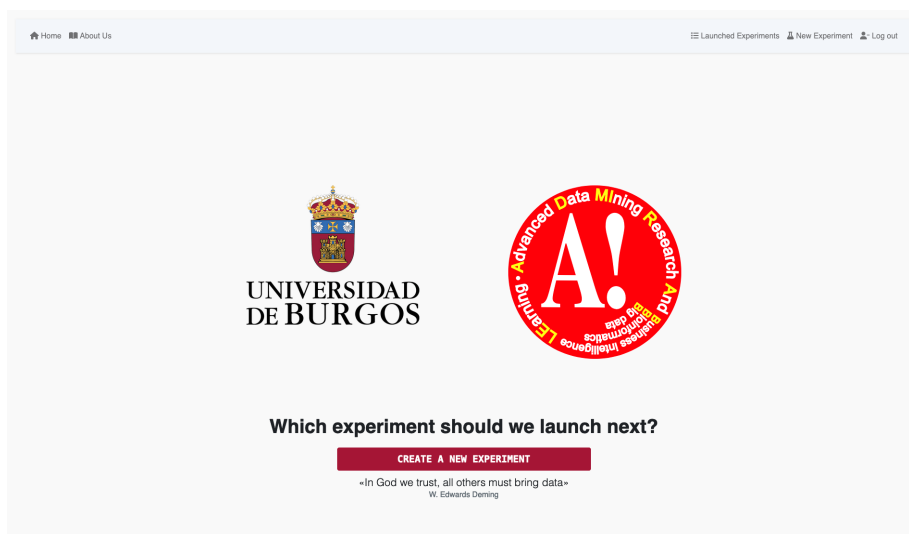 Home About Us Launched Experiments New Experiment Log out
UNIVERSIDAD
DE BURGOS
Advanced Data MIning Research And
Business Intelligence LEarning •
BIoinformatics
BIg data
A!
Which experiment should we launch next?
CREATE A NEW EXPERIMENT
«In God we trust, all others must bring data»
W. Edwards Deming